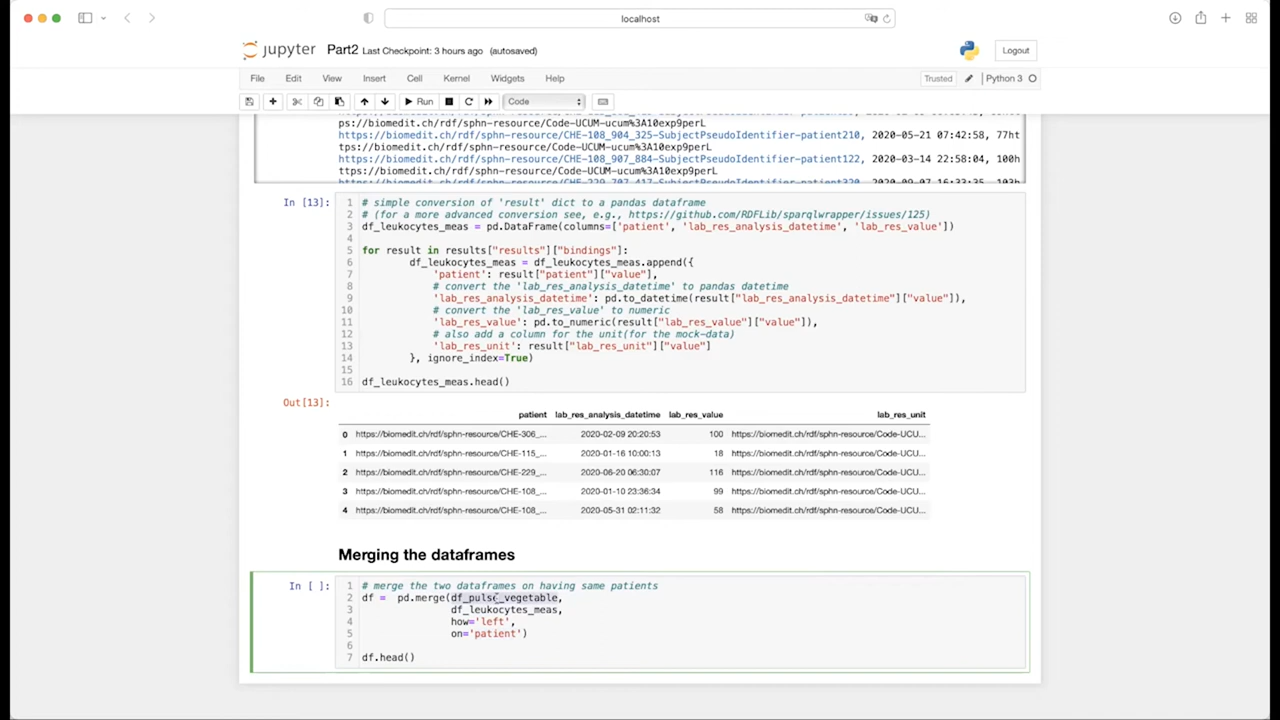 localhost
jupyter Part2 Last Checkpoint: 3 hours ago (autosaved)
Logout
File Edit View Insert Cell Kernel Widgets Help
Trusted Python 3
Run Code
ps://biomedit.ch/rdf/sphn-resource/Code-UCUM-ucum%3A10exp9perL
https://biomedit.ch/rdf/sphn-resource/CHE-108_904_325-SubjectPseudoIdentifier-patient210, 2020-05-21 07:42:58, 77ht
tps://biomedit.ch/rdf/sphn-resource/Code-UCUM-ucum%3A10exp9perL
https://biomedit.ch/rdf/sphn-resource/CHE-108_907_884-SubjectPseudoIdentifier-patient122, 2020-03-14 22:58:04, 100h
ttps://biomedit.ch/rdf/sphn-resource/Code-UCUM-ucum%3A10exp9perL
In [13]:
1 # simple conversion of 'result' dict to a pandas dataframe
2 # (for a more advanced conversion see, e.g., https://github.com/RDFLib/sparqlwrapper/issues/125)
3 df_leukocytes_meas = pd.DataFrame(columns=['patient', 'lab_res_analysis_datetime', 'lab_res_value'])
4
5 for result in results["results"]["bindings"]:
6 df_leukocytes_meas = df_leukocytes_meas.append({
7 'patient': result["patient"]["value"],
8 # convert the 'lab_res_analysis_datetime' to pandas datetime
9 'lab_res_analysis_datetime': pd.to_datetime(result["lab_res_analysis_datetime"]["value"]),
10 # convert the 'lab_res_value' to numeric
11 'lab_res_value': pd.to_numeric(result["lab_res_value"]["value"]),
12 # also add a column for the unit(for the mock-data)
13 'lab_res_unit': result["lab_res_unit"]["value"]
14 }, ignore_index=True)
15
16 df_leukocytes_meas.head()
Out[13]:
patient lab_res_analysis_datetime lab_res_value lab_res_unit
0 https://biomedit.ch/rdf/sphn-resource/CHE-306_... 2020-02-09 20:20:53 100 https://biomedit.ch/rdf/sphn-resource/Code-UCU...
1 https://biomedit.ch/rdf/sphn-resource/CHE-115_... 2020-01-16 10:00:13 18 https://biomedit.ch/rdf/sphn-resource/Code-UCU...
2 https://biomedit.ch/rdf/sphn-resource/CHE-229_... 2020-06-20 06:30:07 116 https://biomedit.ch/rdf/sphn-resource/Code-UCU...
3 https://biomedit.ch/rdf/sphn-resource/CHE-108_... 2020-01-10 23:36:34 99 https://biomedit.ch/rdf/sphn-resource/Code-UCU...
4 https://biomedit.ch/rdf/sphn-resource/CHE-108_... 2020-05-31 02:11:32 58 https://biomedit.ch/rdf/sphn-resource/Code-UCU...
Merging the dataframes
In [ ]:
1 # merge the two dataframes on having same patients
2 df = pd.merge(df_pulse_vegetable,
3 df_leukocytes_meas,
4 how='left',
5 on='patient')
6
7 df.head()